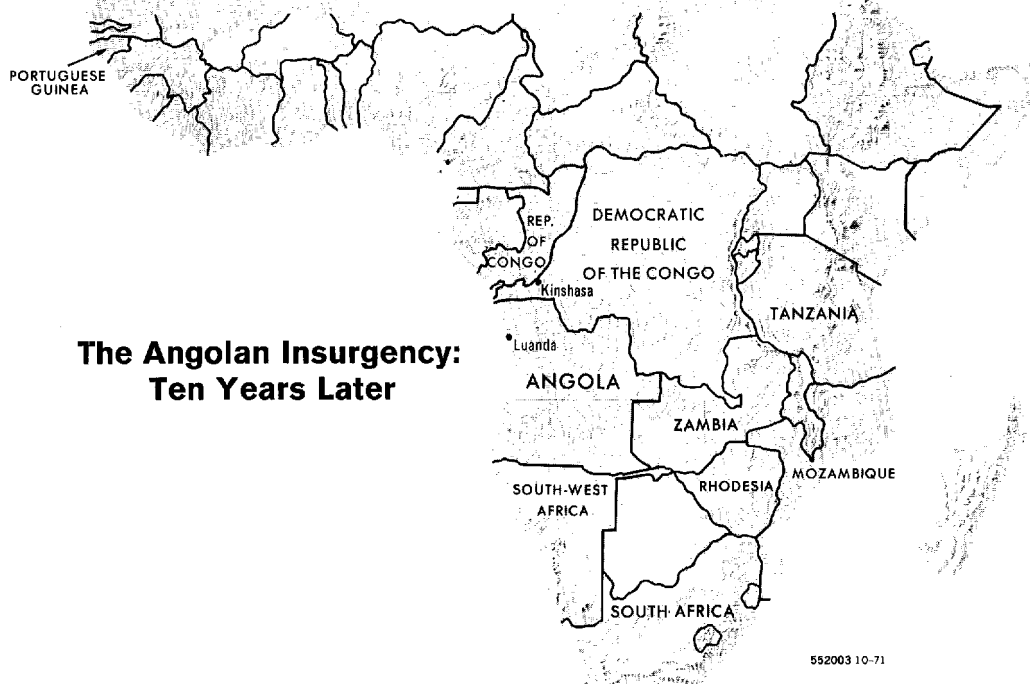 PORTUGUESE
GUINEA
REP.
OF
CONGO
DEMOCRATIC
REPUBLIC
OF THE CONGO
Kinshasa
TANZANIA
Luanda
The Angolan Insurgency:
Ten Years Later
ANGOLA
ZAMBIA
MOZAMBIQUE
SOUTH-WEST
AFRICA
RHODESIA
SOUTH AFRICA
552003 10-71